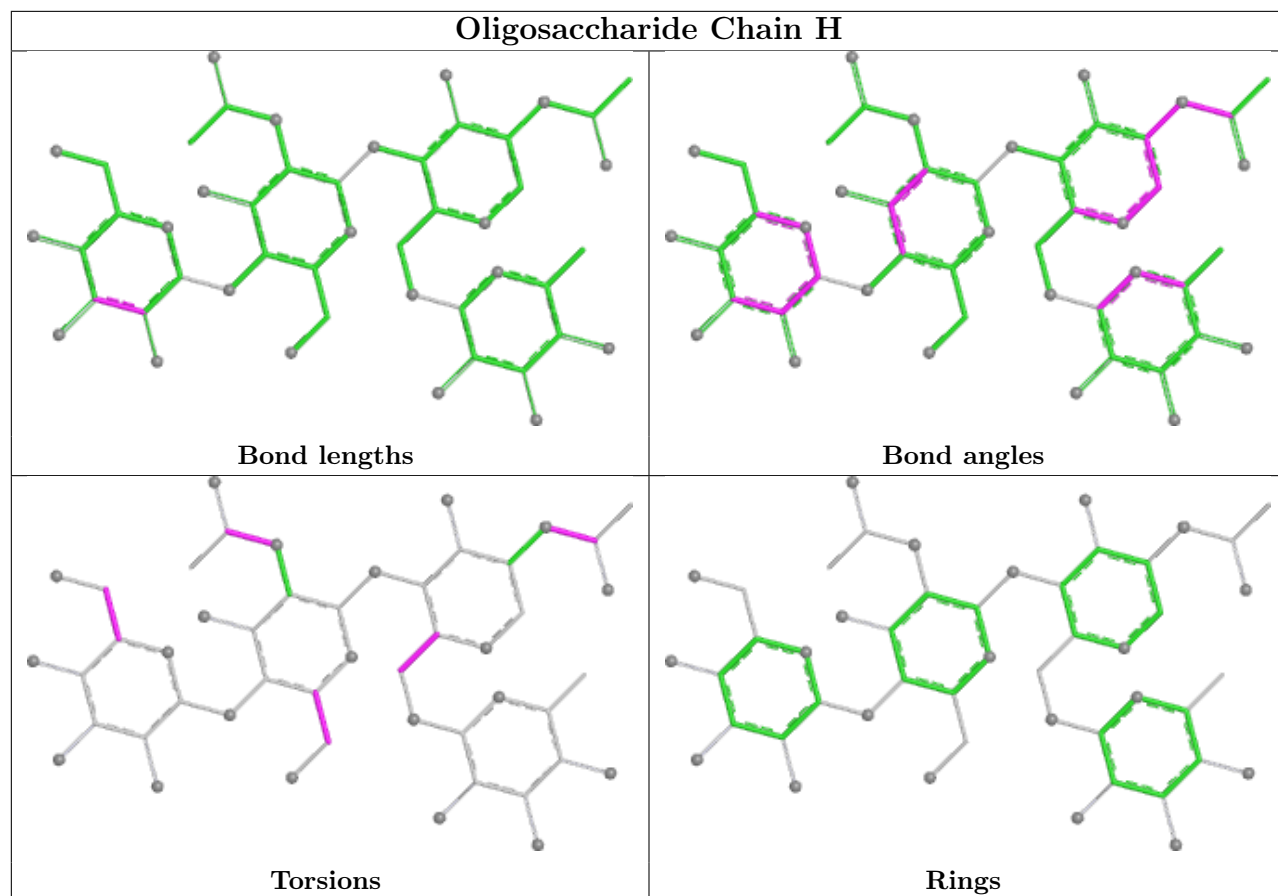 Oligosaccharide Chain H
Bond lengths
Bond angles
Torsions
Rings